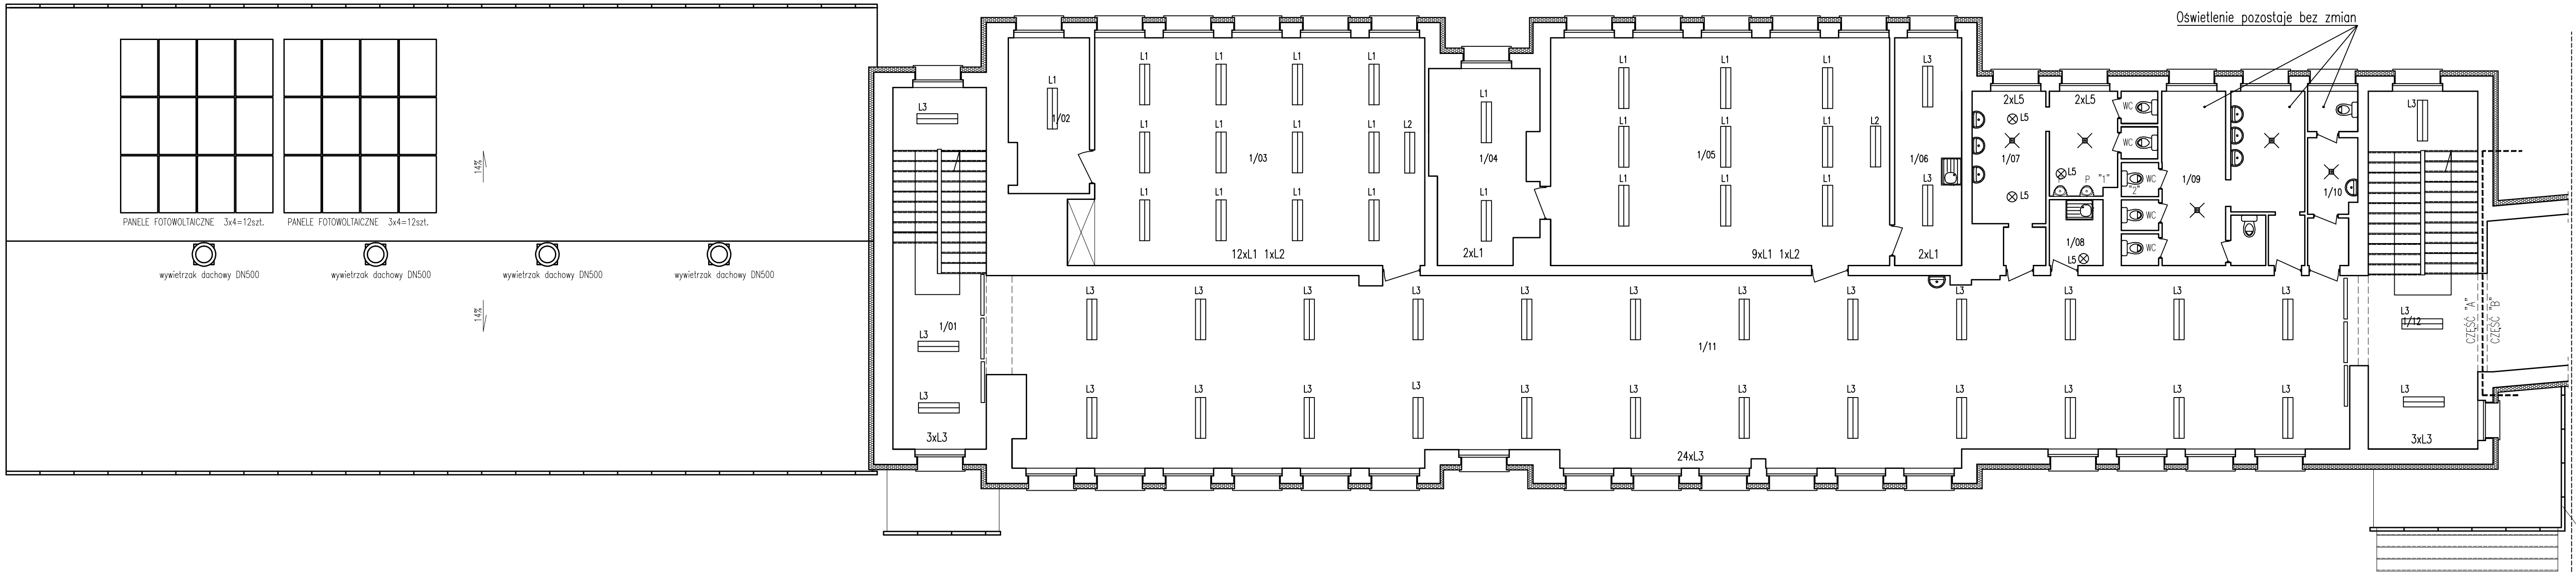 Oświetlenie pozostaje bez zmian
L3
L1
1/02
L1
L1
L1
L1
L1
L1
L1
L1
L2
1/03
L1
L1
L1
L1
12xL1 1xL2
L1
1/04
L1
2xL1
L1
L1
L1
L1
L1
L1
L2
1/05
L1
L1
L1
9xL1 1xL2
L3
1/06
L3
2xL1
2xL5
L5
1/07
L5
2xL5
L5
P "1"
1/08
L5
WC
WC
"2"
WC
WC
WC
1/09
1/10
L3
14%
PANELE FOTOWOLTAICZNE 3x4=12szt.
PANELE FOTOWOLTAICZNE 3x4=12szt.
wywietrzak dachowy DN500
wywietrzak dachowy DN500
wywietrzak dachowy DN500
wywietrzak dachowy DN500
14%
1/01
L3
L3
3xL3
L3
L3
L3
L3
L3
L3
L3
L3
L3
L3
L3
L3
1/11
L3
L3
L3
L3
L3
L3
L3
L3
L3
L3
L3
L3
24xL3
L3
1/12
L3
3xL3
CZĘŚĆ "A"
CZĘŚĆ "B"